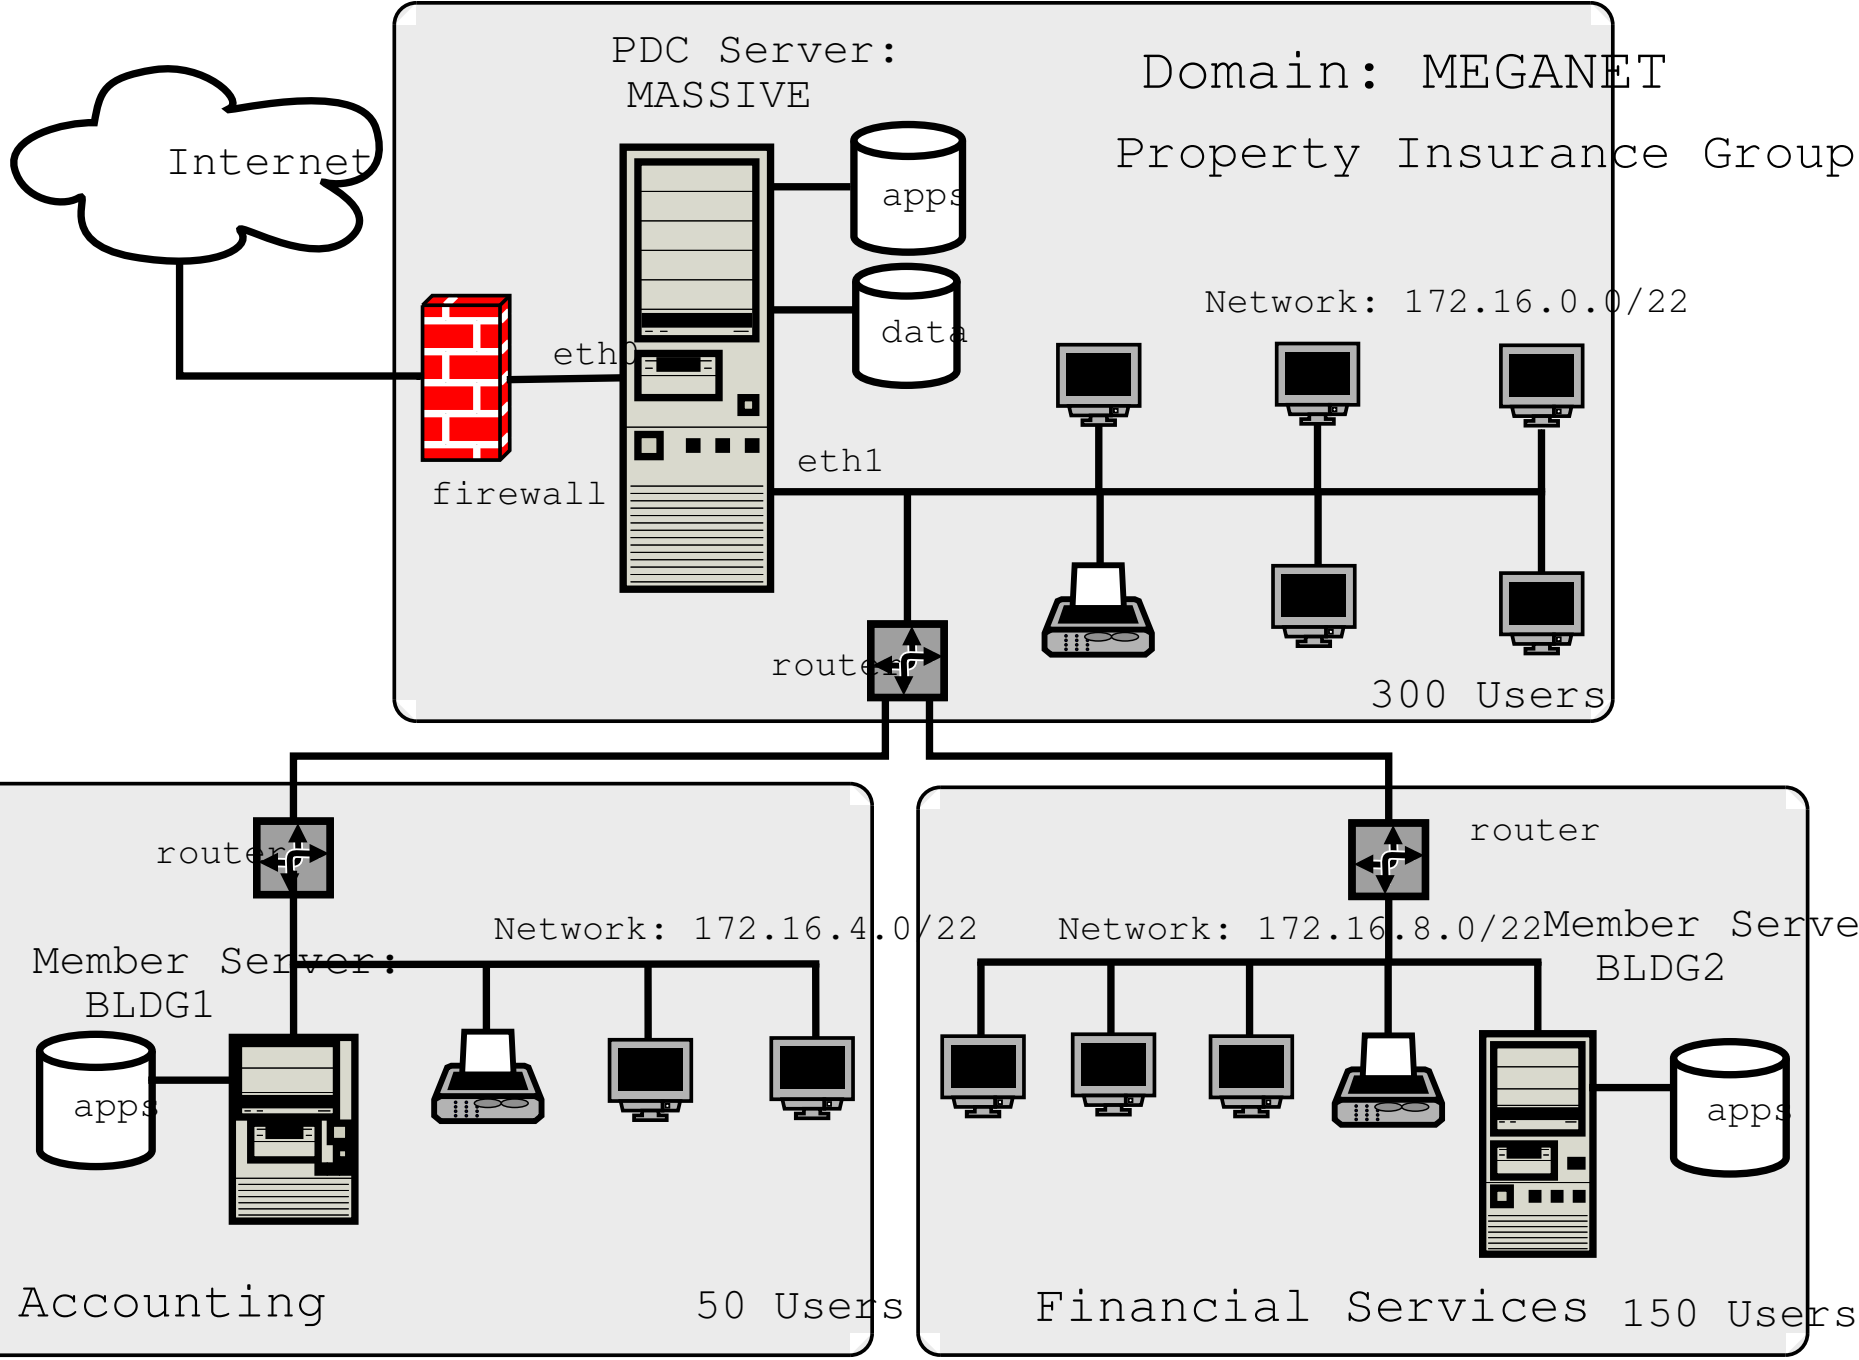 PDC Server:
MASSIVE
Domain: MEGANET
Property Insurance Group
Internet
apps
data
Network: 172.16.0.0/22
eth0
eth1
firewall
router
300 Users
router
router
Network: 172.16.4.0/22
Network: 172.16.8.0/22
Member Server:
BLDG1
Member Serve
BLDG2
apps
apps
Accounting
50 Users
Financial Services
150 Users